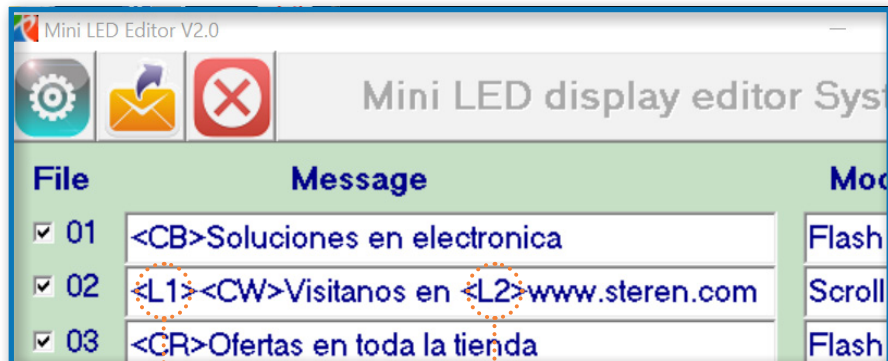 Mini LED Editor V2.0
Mini LED display editor Syst
File Message Mod
01 <CB>Soluciones en electronica Flash
02 <L1><CW>Visitanos en <L2>www.steren.com Scroll
03 <CR>Ofertas en toda la tienda Flash